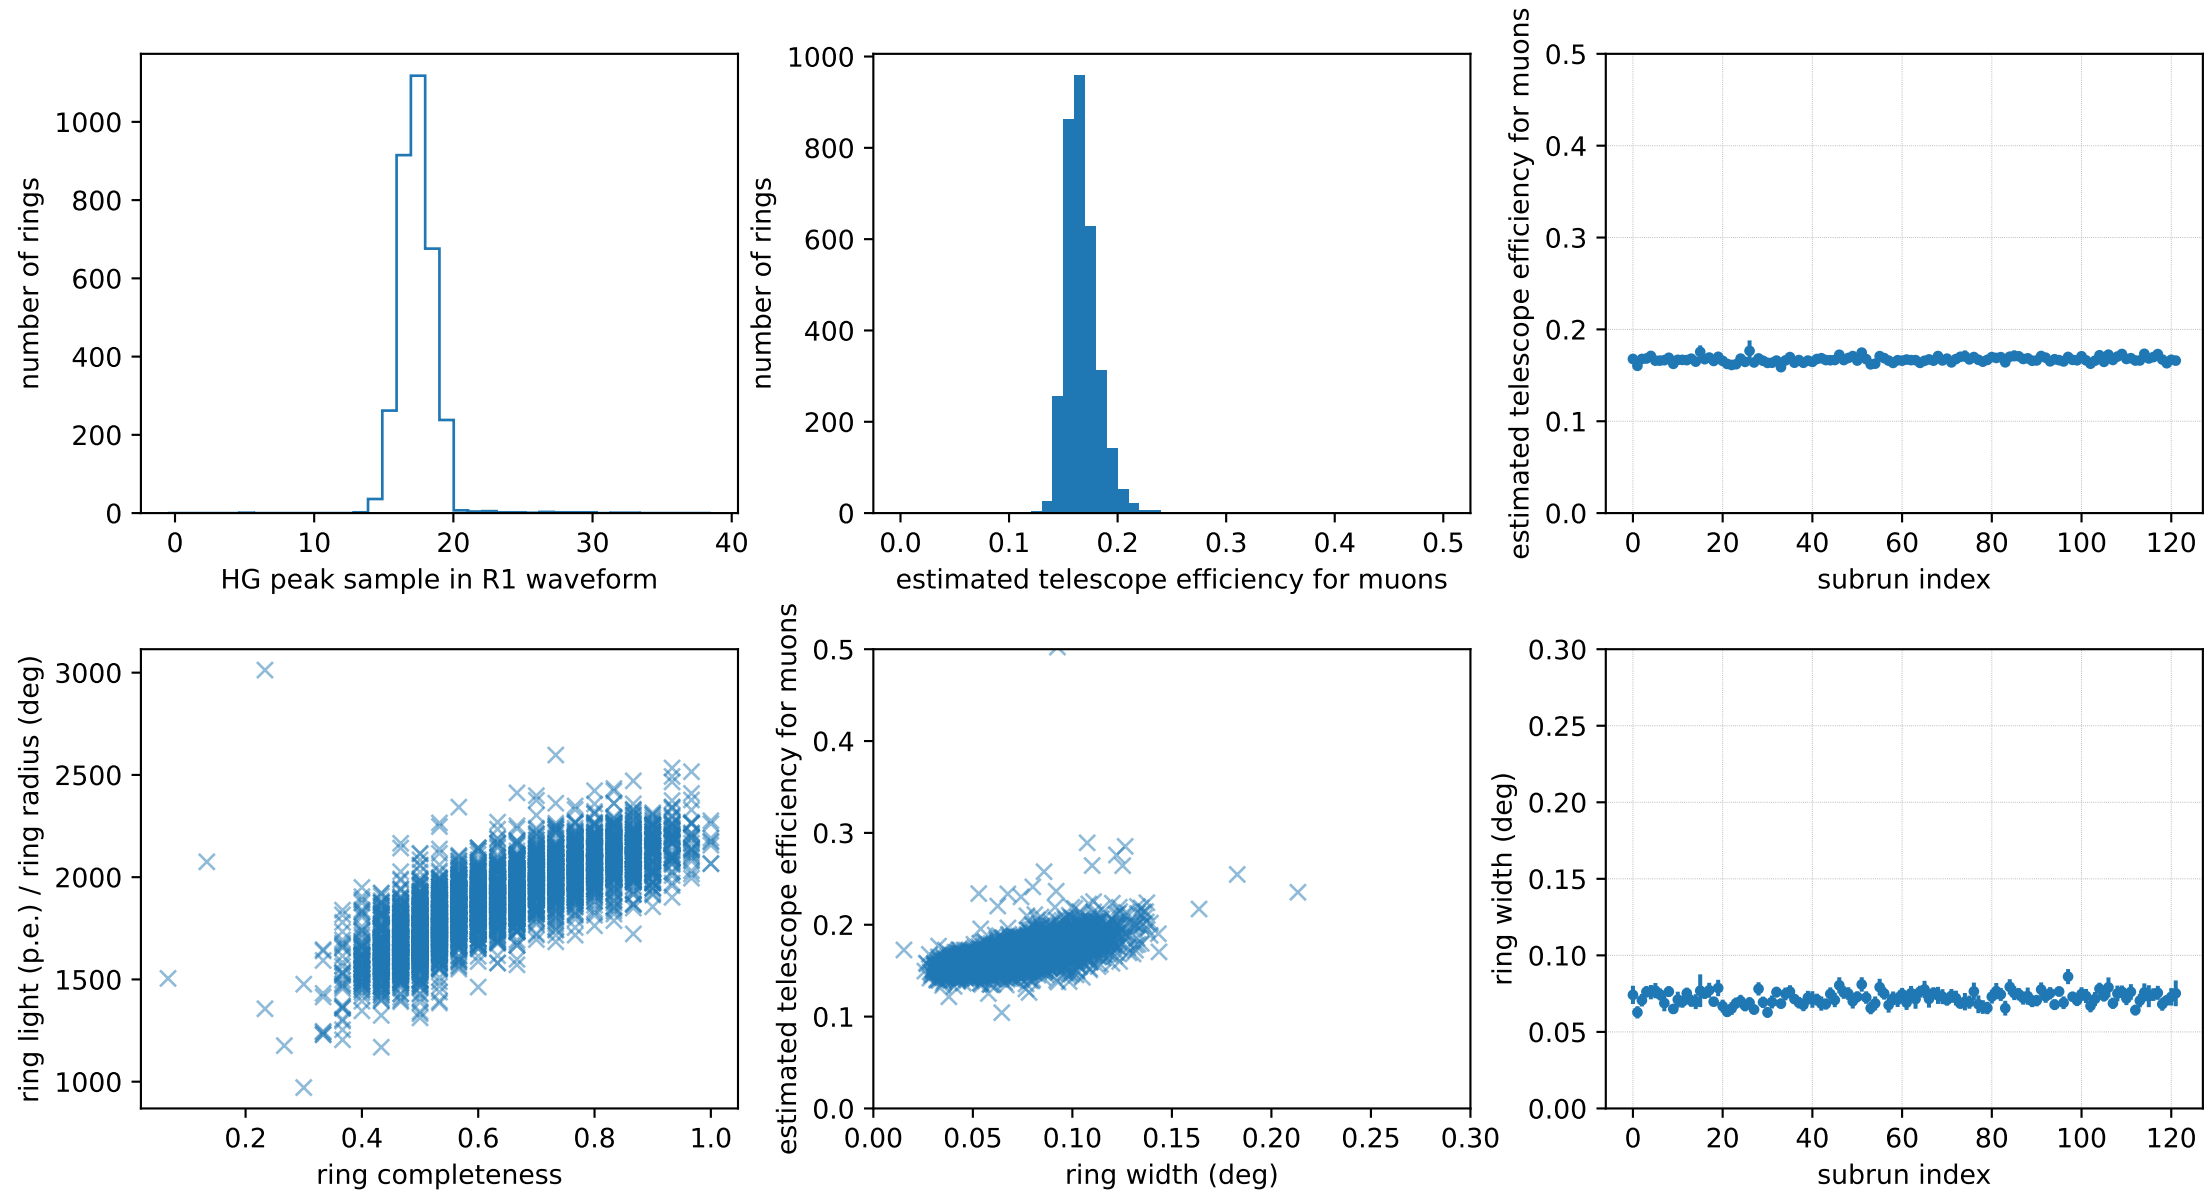 number of rings
1000
800
600
400
200
0
0 10 20 30 40
HG peak sample in R1 waveform
number of rings
1000
800
600
400
200
0
0.0 0.1 0.2 0.3 0.4 0.5
estimated telescope efficiency for muons
estimated telescope efficiency for muons
0.5
0.4
0.3
0.2
0.1
0.0
0 20 40 60 80 100 120
subrun index
ring light (p.e.) / ring radius (deg)
3000
2500
2000
1500
1000
0.2 0.4 0.6 0.8 1.0
ring completeness
estimated telescope efficiency for muons
0.5
0.4
0.3
0.2
0.1
0.0
0.00 0.05 0.10 0.15 0.20 0.25 0.30
ring width (deg)
ring width (deg)
0.30
0.25
0.20
0.15
0.10
0.05
0.00
0 20 40 60 80 100 120
subrun index